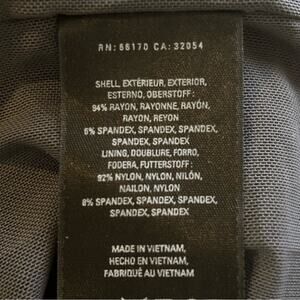 RN: 66170 CA: 32054
SHELL, EXTÉRIEUR, EXTERIOR,
ESTERNO, OBERSTOFF:
94% RAYON, RAYONNE, RAYÓN,
RAYON, REYON
6% SPANDEX, SPANDEX, SPANDEX,
SPANDEX, SPANDEX
LINING, DOUBLURE, FORRO,
FODERA, FUTTERSTOFF:
92% NYLON, NYLON, NILÓN,
NAILON, NYLON
8% SPANDEX, SPANDEX, SPANDEX,
SPANDEX, SPANDEX
MADE IN VIETNAM,
HECHO EN VIETNAM,
FABRIQUÉ AU VIETNAM